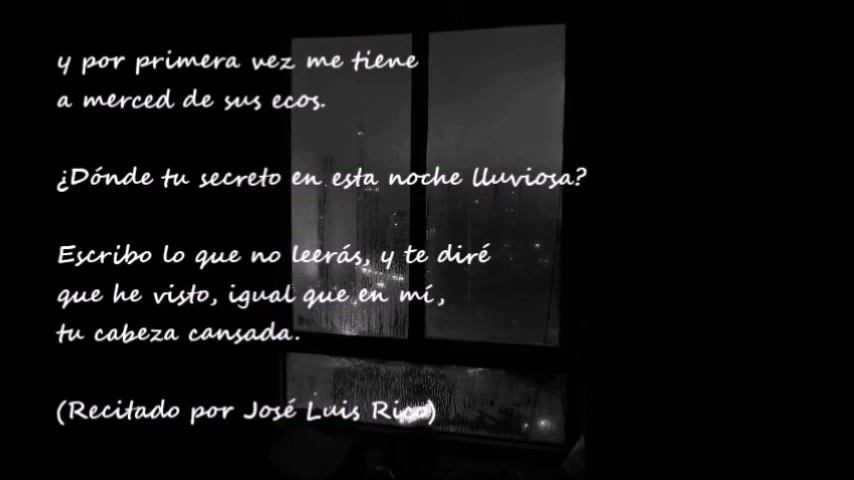 y por primera vez me tiene
a merced de sus ecos.
¿Dónde tu secreto en esta noche lluviosa?
Escribo lo que no leerás, y te diré
que he visto, igual que en mí,
tu cabeza cansada.
(Recitado por José Luis Rico)